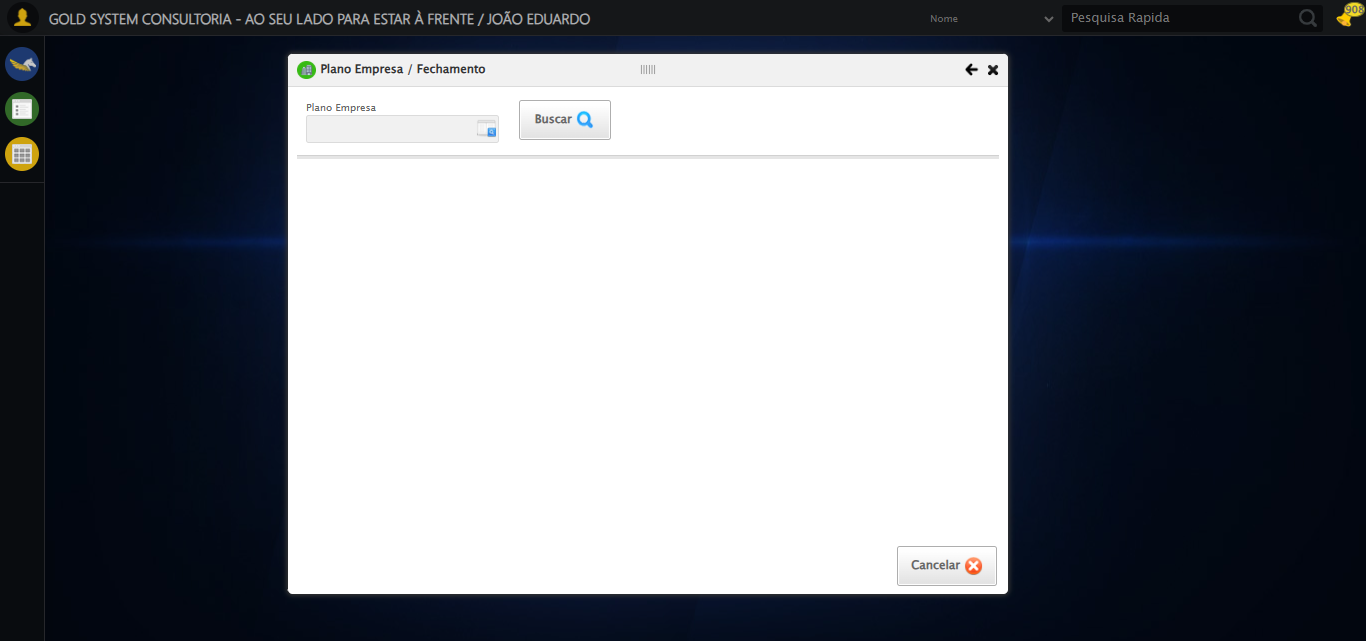 GOLD SYSTEM CONSULTORIA - AO SEU LADO PARA ESTAR À FRENTE / JOÃO EDUARDO
Nome
Pesquisa Rapida
908
Plano Empresa / Fechamento
Plano Empresa
Buscar
Cancelar